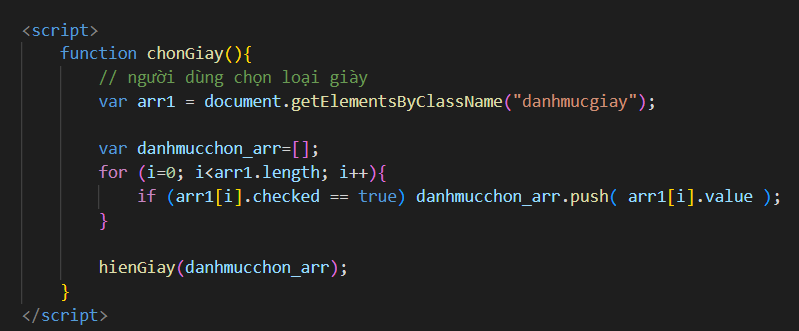 <script>
function chonGiay(){
// người dùng chọn loại giày
var arr1 = document.getElementsByClassName("danhmucgiay");
var danhmucchon_arr=[];
for (i=0; i<arr1.length; i++){
if (arr1[i].checked == true) danhmucchon_arr.push( arr1[i].value );
}
hienGiay(danhmucchon_arr);
}
</script>